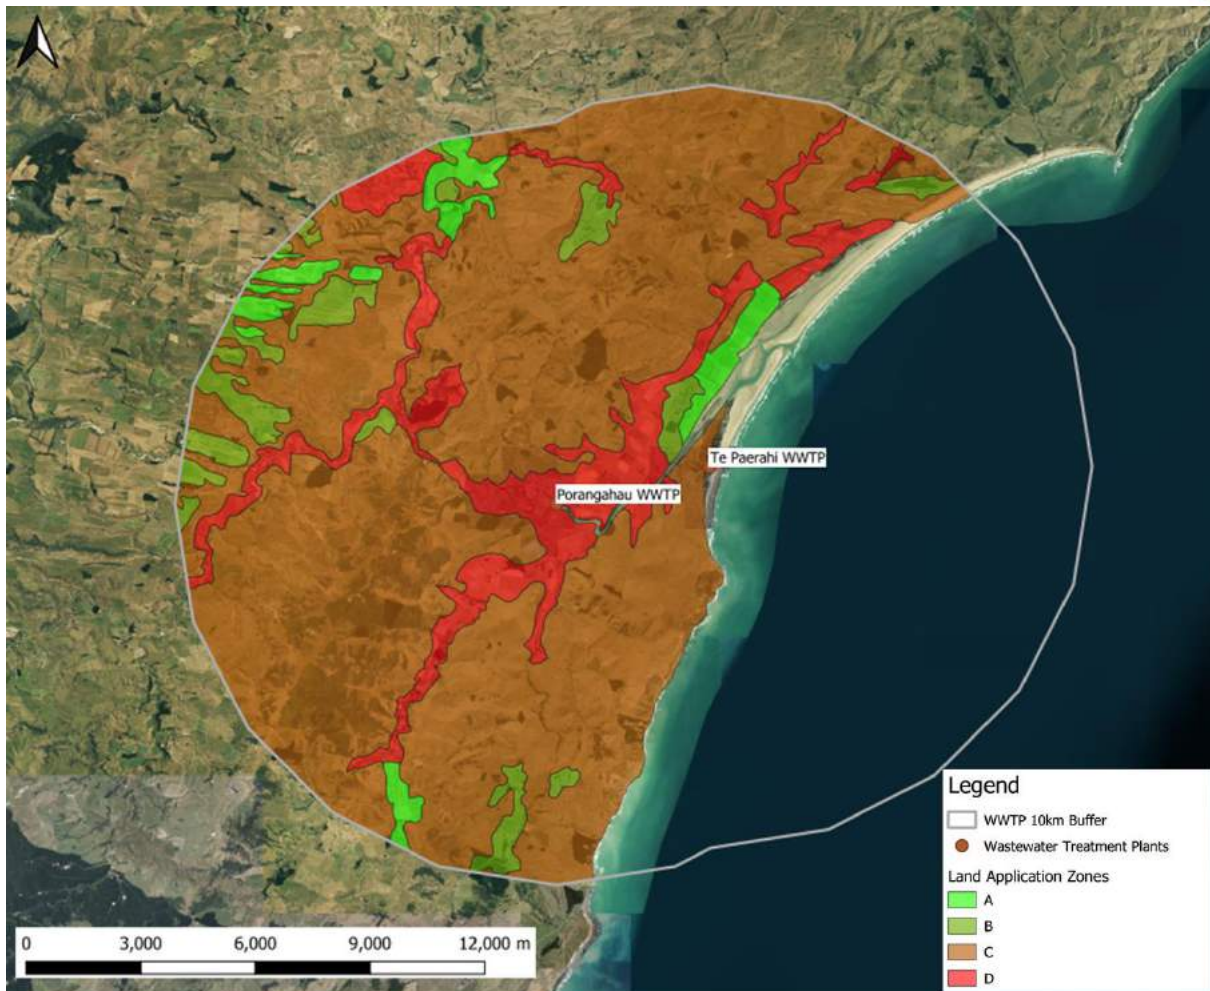 Te Paerahi WWTP
Porangahau WWTP
Legend
WWTP 10km Buffer
Wastewater Treatment Plants
Land Application Zones
A
B
C
D
0 3,000 6,000 9,000 12,000 m